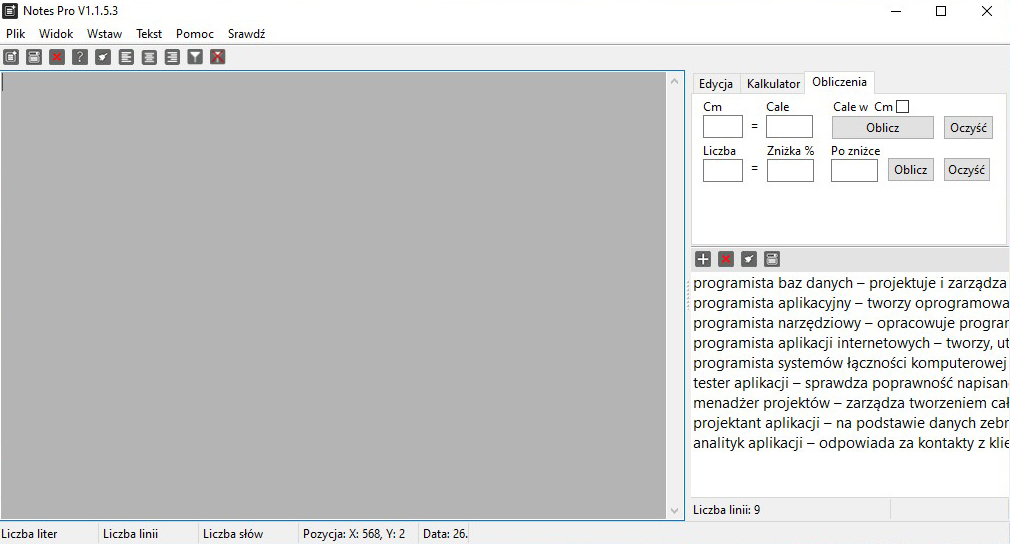 Notes Pro V1.1.5.3
Plik Widok Wstaw Tekst Pomoc Srawdź
Edycja Kalkulator Obliczenia
Cm Cale Cale w Cm
= Oblicz Oczyść
Liczba Zniżka % Po zniżce
= Oblicz Oczyść
programista baz danych – projektuje i zarządza
programista aplikacyjny – tworzy oprogramowa
programista narzędziowy – opracowuje program
programista aplikacji internetowych – tworzy, ut
programista systemów łączności komputerowej
tester aplikacji – sprawdza poprawność napisan
menadżer projektów – zarządza tworzeniem cał
projektant aplikacji – na podstawie danych zebr
analityk aplikacji – odpowiada za kontakty z klie
Liczba linii: 9
Liczba liter Liczba linii Liczba słów Pozycja: X: 568, Y: 2 Data: 26.